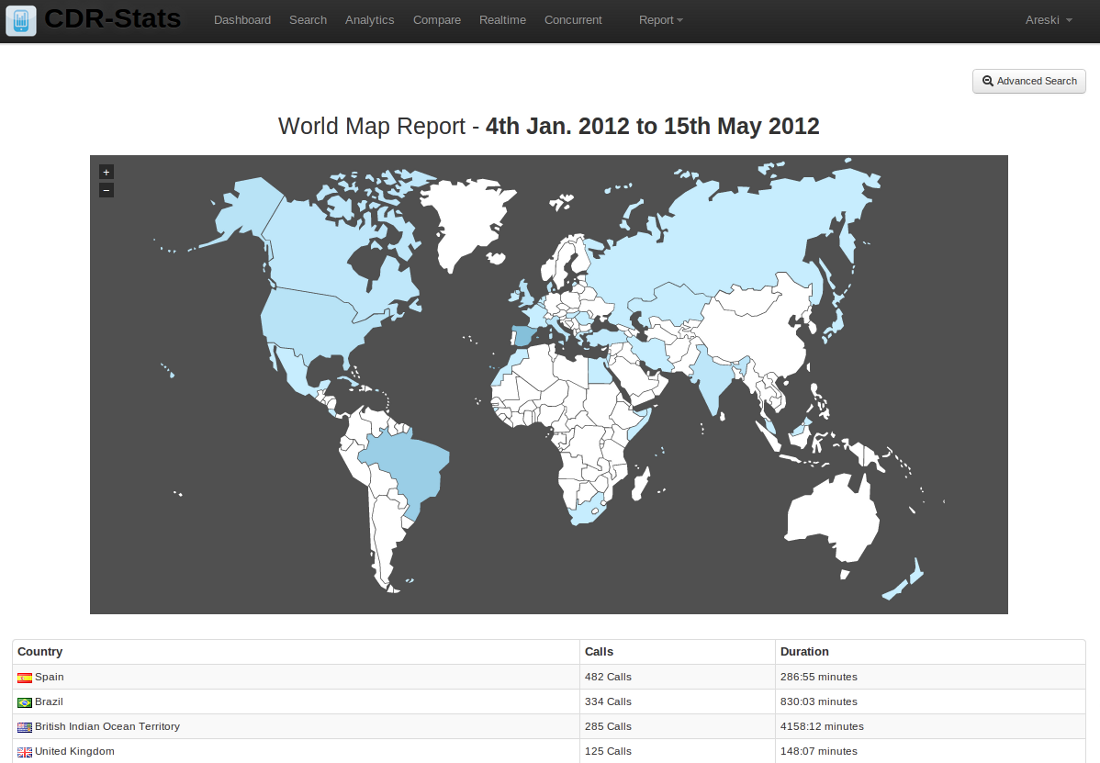 CDR-Stats Dashboard Search Analytics Compare Realtime Concurrent Report Areski
Advanced Search
World Map Report - 4th Jan. 2012 to 15th May 2012
+
−
Country Calls Duration
Spain 482 Calls 286:55 minutes
Brazil 334 Calls 830:03 minutes
British Indian Ocean Territory 285 Calls 4158:12 minutes
United Kingdom 125 Calls 148:07 minutes